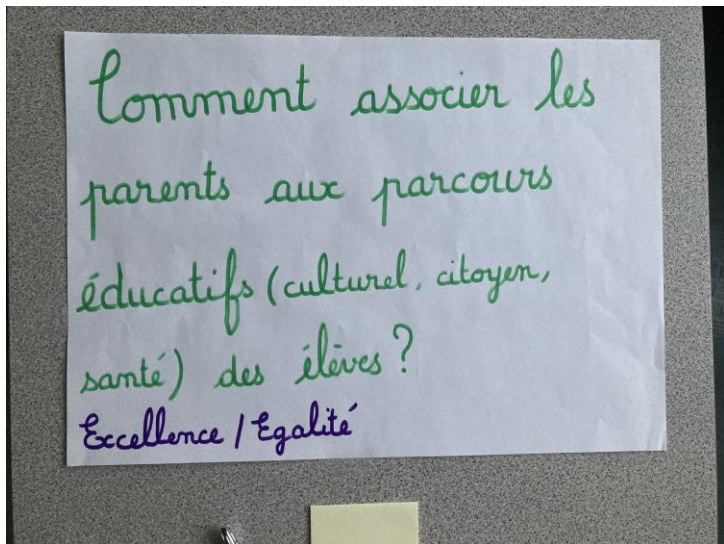 Comment associer les
parents aux parcours
éducatifs (culturel, citoyen,
santé) des élèves ?
Excellence / Egalité